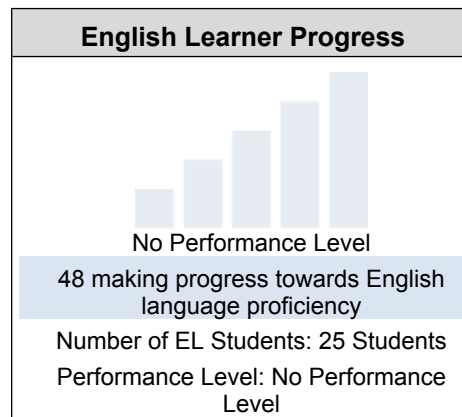 English Learner Progress
No Performance Level
48 making progress towards English
language proficiency
Number of EL Students: 25 Students
Performance Level: No Performance
Level